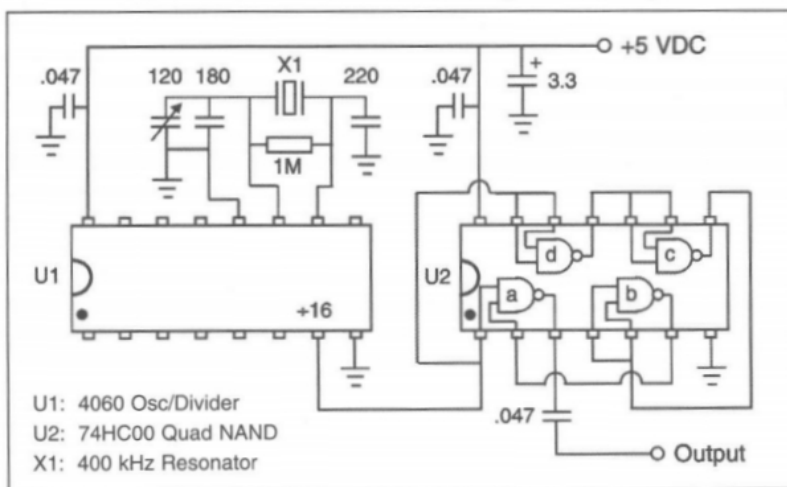 +5 VDC
.047
120
180
X1
220
.047
+
3.3
1M
U1
÷16
U2
d
c
a
b
.047
Output
U1: 4060 Osc/Divider
U2: 74HC00 Quad NAND
X1: 400 kHz Resonator